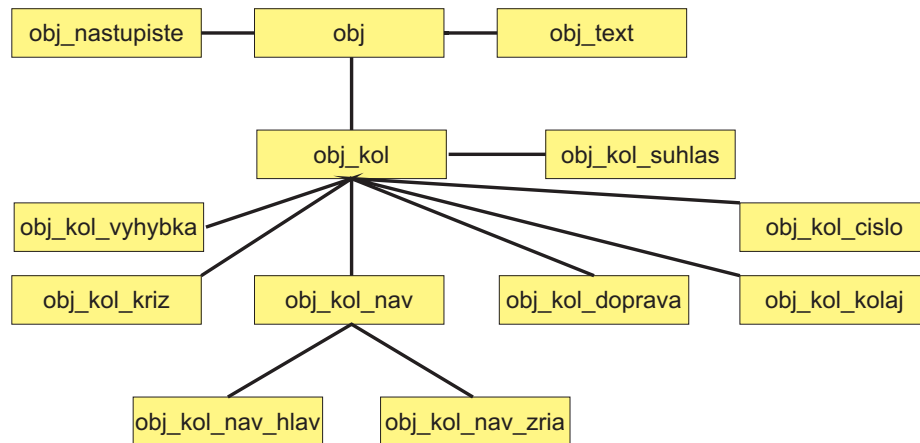 obj_nastupiste
obj
obj_text
obj_kol
obj_kol_suhlas
obj_kol_vyhybka
obj_kol_cislo
obj_kol_kriz
obj_kol_nav
obj_kol_doprava
obj_kol_kolaj
obj_kol_nav_hlav
obj_kol_nav_zria